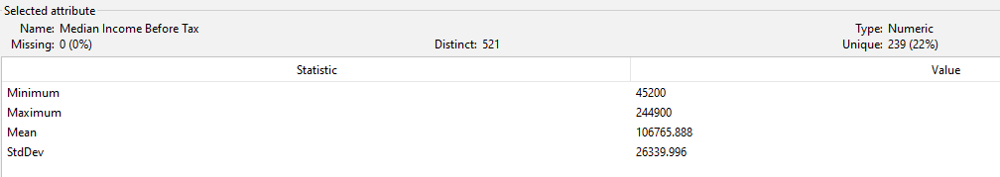 Selected attribute
Name: Median Income Before Tax Type: Numeric
Missing: 0 (0%) Distinct: 521 Unique: 239 (22%)
Statistic Value
Minimum 45200
Maximum 244900
Mean 106765.888
StdDev 26339.996